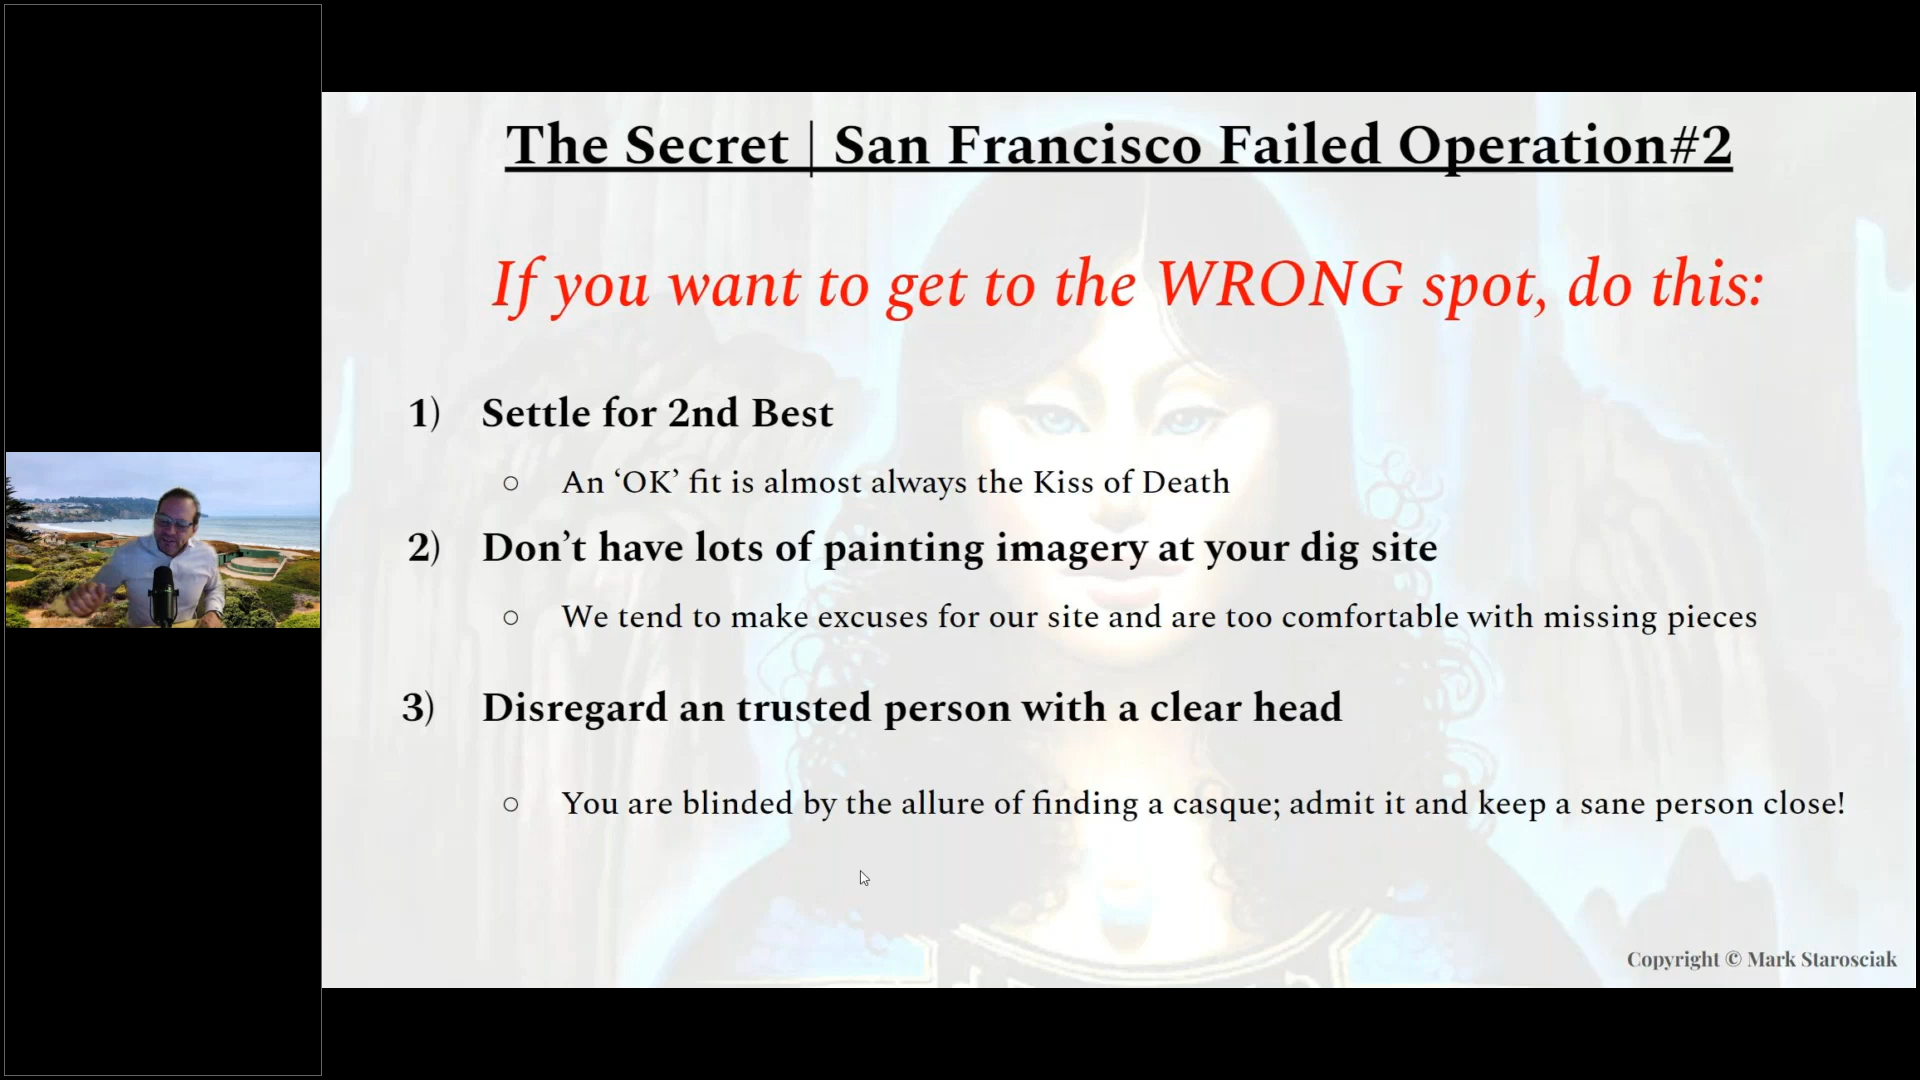 The Secret | San Francisco Failed Operation#2
If you want to get to the WRONG spot, do this:
1) Settle for 2nd Best
○ An ‘OK’ fit is almost always the Kiss of Death
2) Don’t have lots of painting imagery at your dig site
○ We tend to make excuses for our site and are too comfortable with missing pieces
3) Disregard an trusted person with a clear head
○ You are blinded by the allure of finding a casque; admit it and keep a sane person close!
Copyright © Mark Starosciak